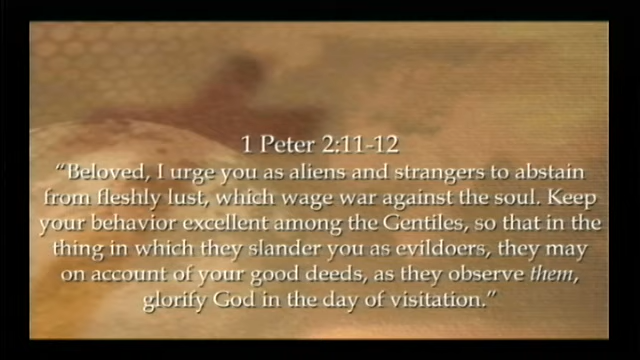 1 Peter 2:11-12
“Beloved, I urge you as aliens and strangers to abstain
from fleshly lust, which wage war against the soul. Keep
your behavior excellent among the Gentiles, so that in the
thing in which they slander you as evildoers, they may
on account of your good deeds, as they observe them,
glorify God in the day of visitation.”